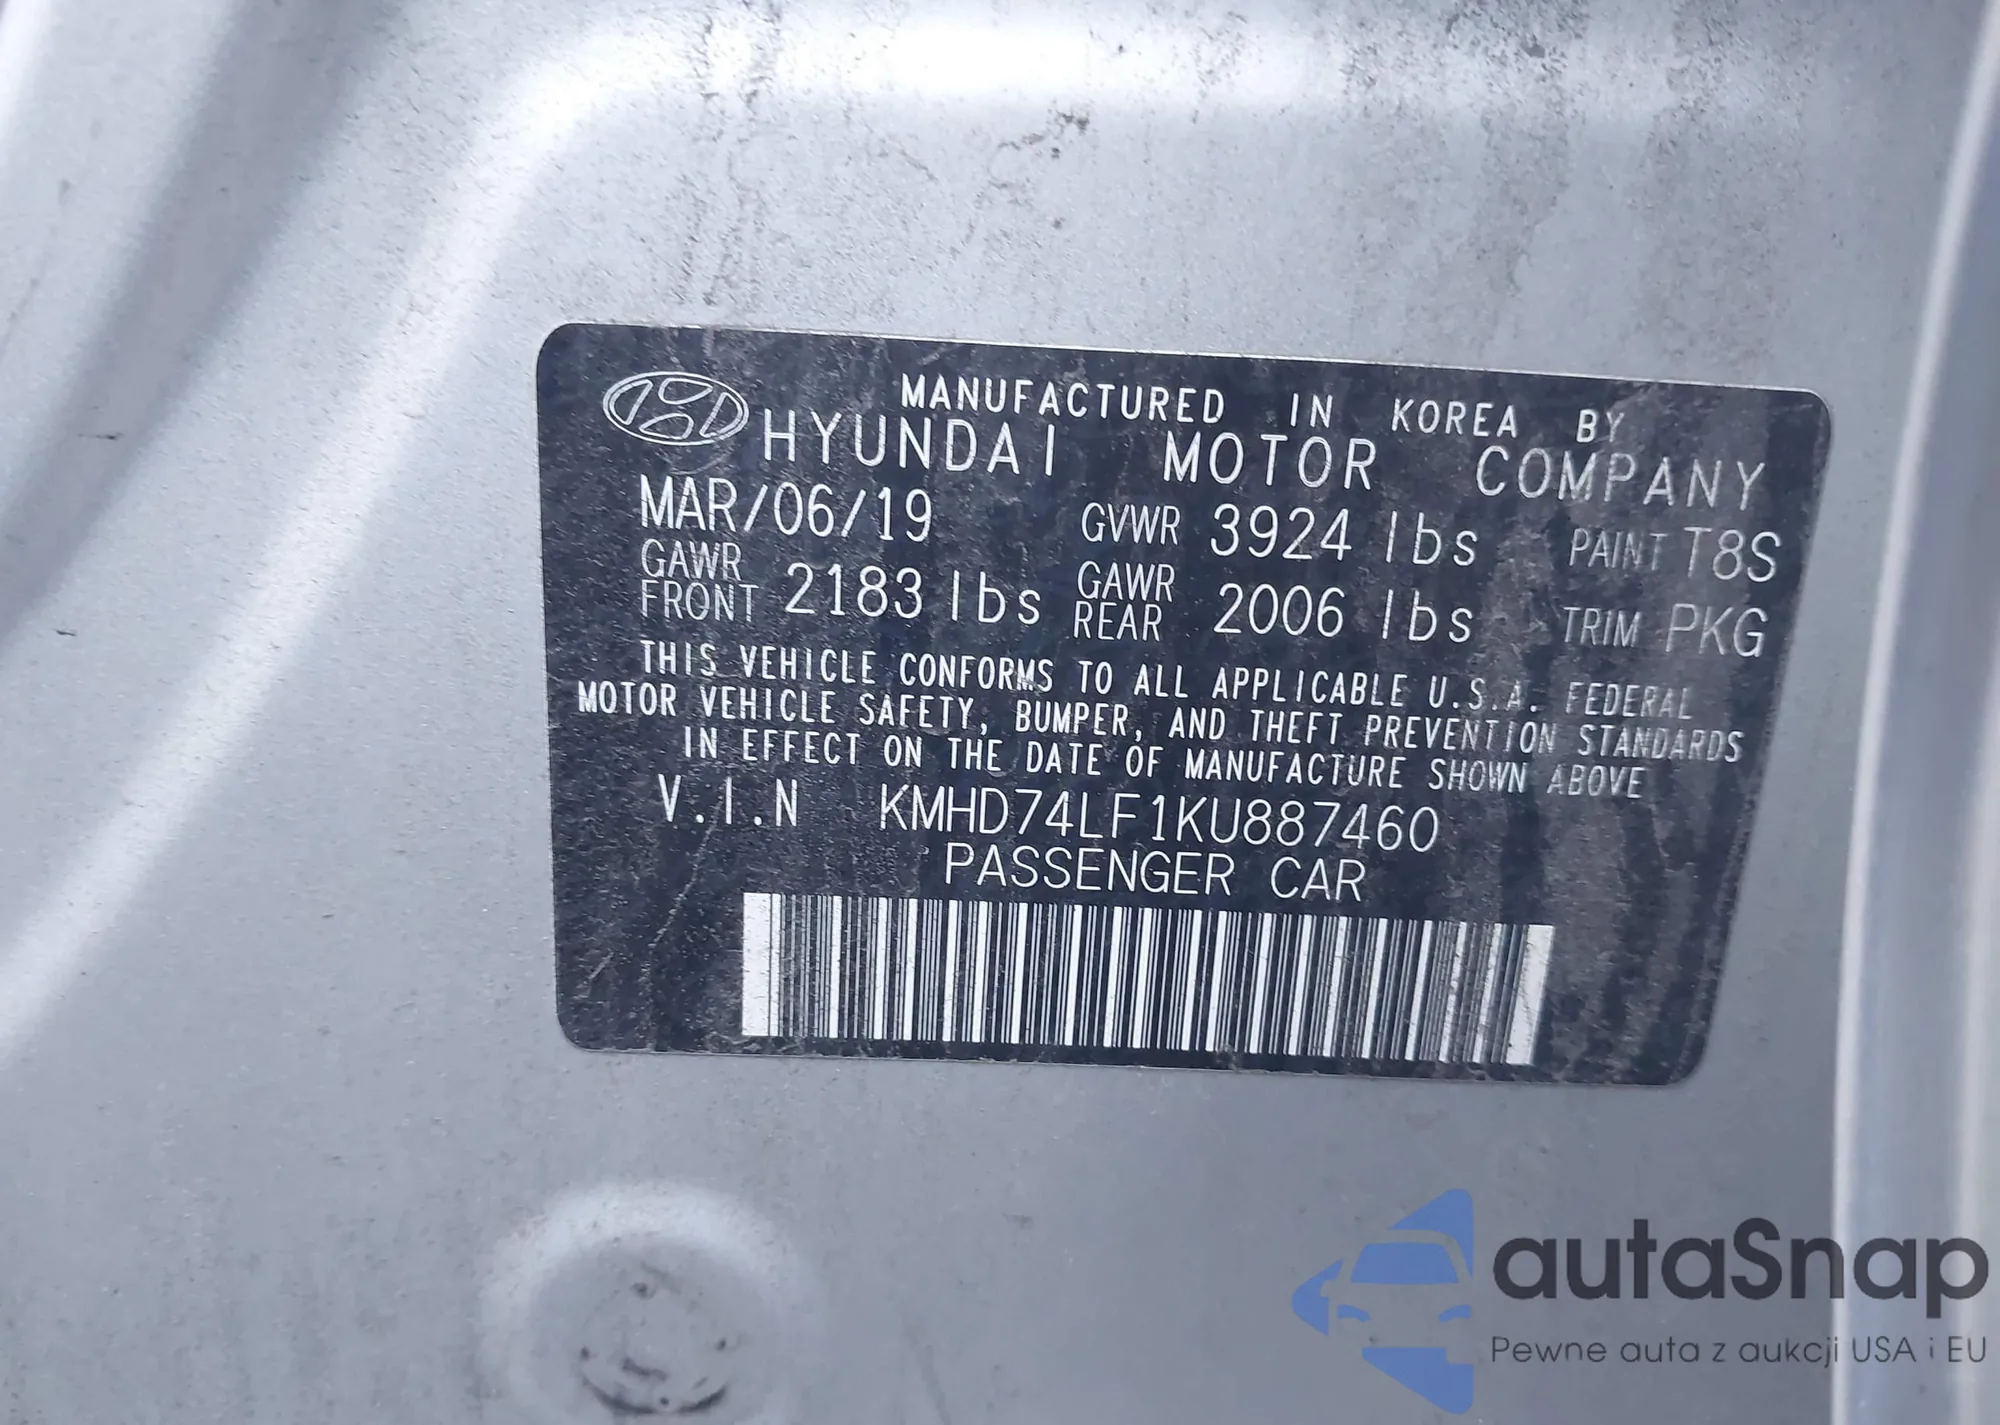 MANUFACTURED IN KOREA BY
HYUNDAI MOTOR COMPANY
MAR/06/19 GVWR 3924 lbs PAINT T8S
GAWR FRONT 2183 lbs GAWR REAR 2006 lbs TRIM PKG
THIS VEHICLE CONFORMS TO ALL APPLICABLE U.S.A. FEDERAL
MOTOR VEHICLE SAFETY, BUMPER, AND THEFT PREVENTION STANDARDS
IN EFFECT ON THE DATE OF MANUFACTURE SHOWN ABOVE
V.I.N KMHD74LF1KU887460
PASSENGER CAR
autaSnap
Pewne auta z aukcji USA i EU